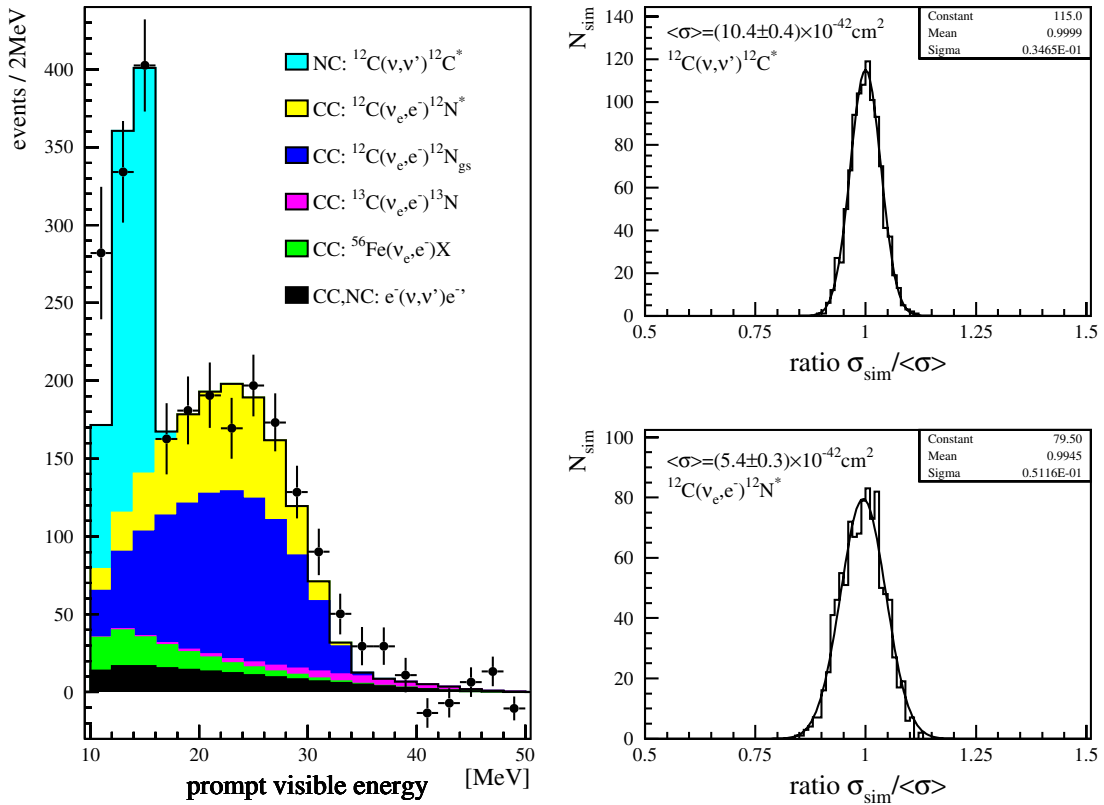 events / 2MeV
400
350
300
250
200
150
100
50
0
10
20
30
40
50
prompt visible energy
[MeV]
NC: ¹²C(ν,ν')¹²C*
CC: ¹²C(νₑ,e⁻)¹²N*
CC: ¹²C(νₑ,e⁻)¹²N_gs
CC: ¹³C(νₑ,e⁻)¹³N
CC: ⁵⁶Fe(νₑ,e⁻)X
CC,NC: e⁻(ν,ν')e⁻'
N_sim
140
120
100
80
60
40
20
0
<σ>=(10.4±0.4)×10⁻⁴²cm²
¹²C(ν,ν')¹²C*
Constant 115.0
Mean 0.9999
Sigma 0.3465E-01
0.5
0.75
1
1.25
1.5
ratio σ_sim/<σ>
N_sim
100
80
60
40
20
0
<σ>=(5.4±0.3)×10⁻⁴²cm²
¹²C(νₑ,e⁻)¹²N*
Constant 79.50
Mean 0.9945
Sigma 0.5116E-01
0.5
0.75
1
1.25
1.5
ratio σ_sim/<σ>